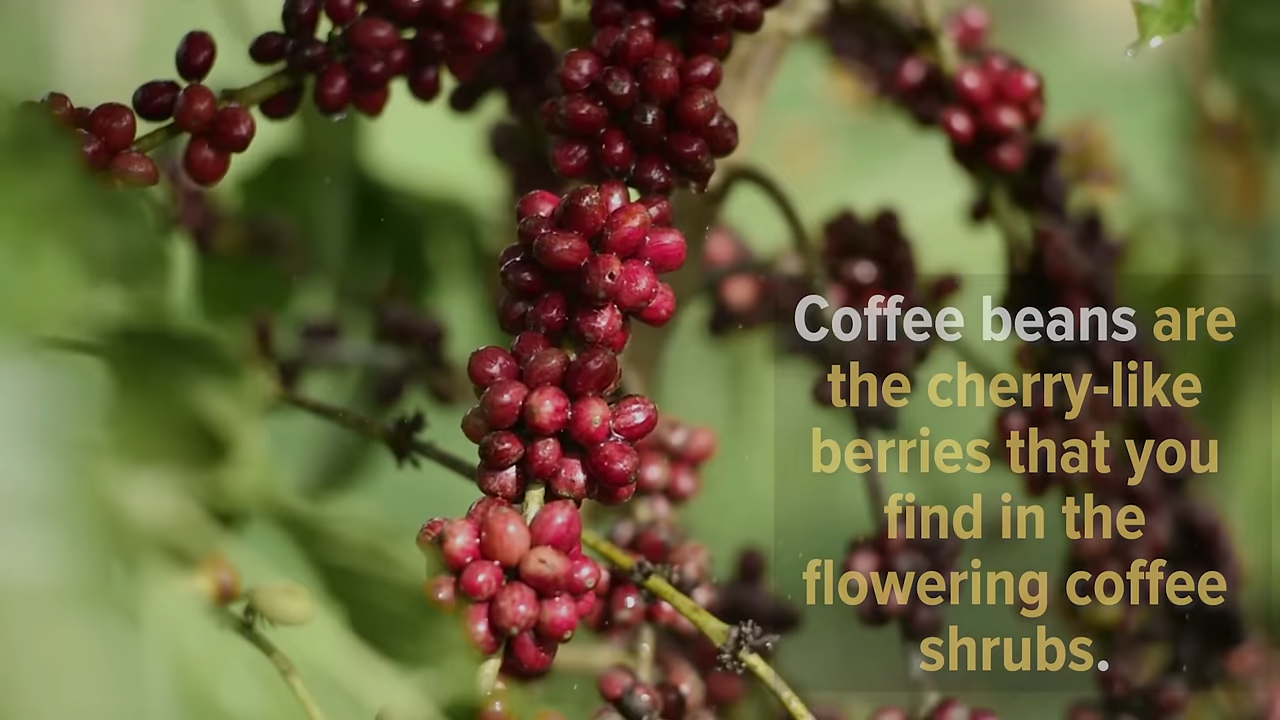 Coffee beans are
the cherry-like
berries that you
find in the
flowering coffee
shrubs.